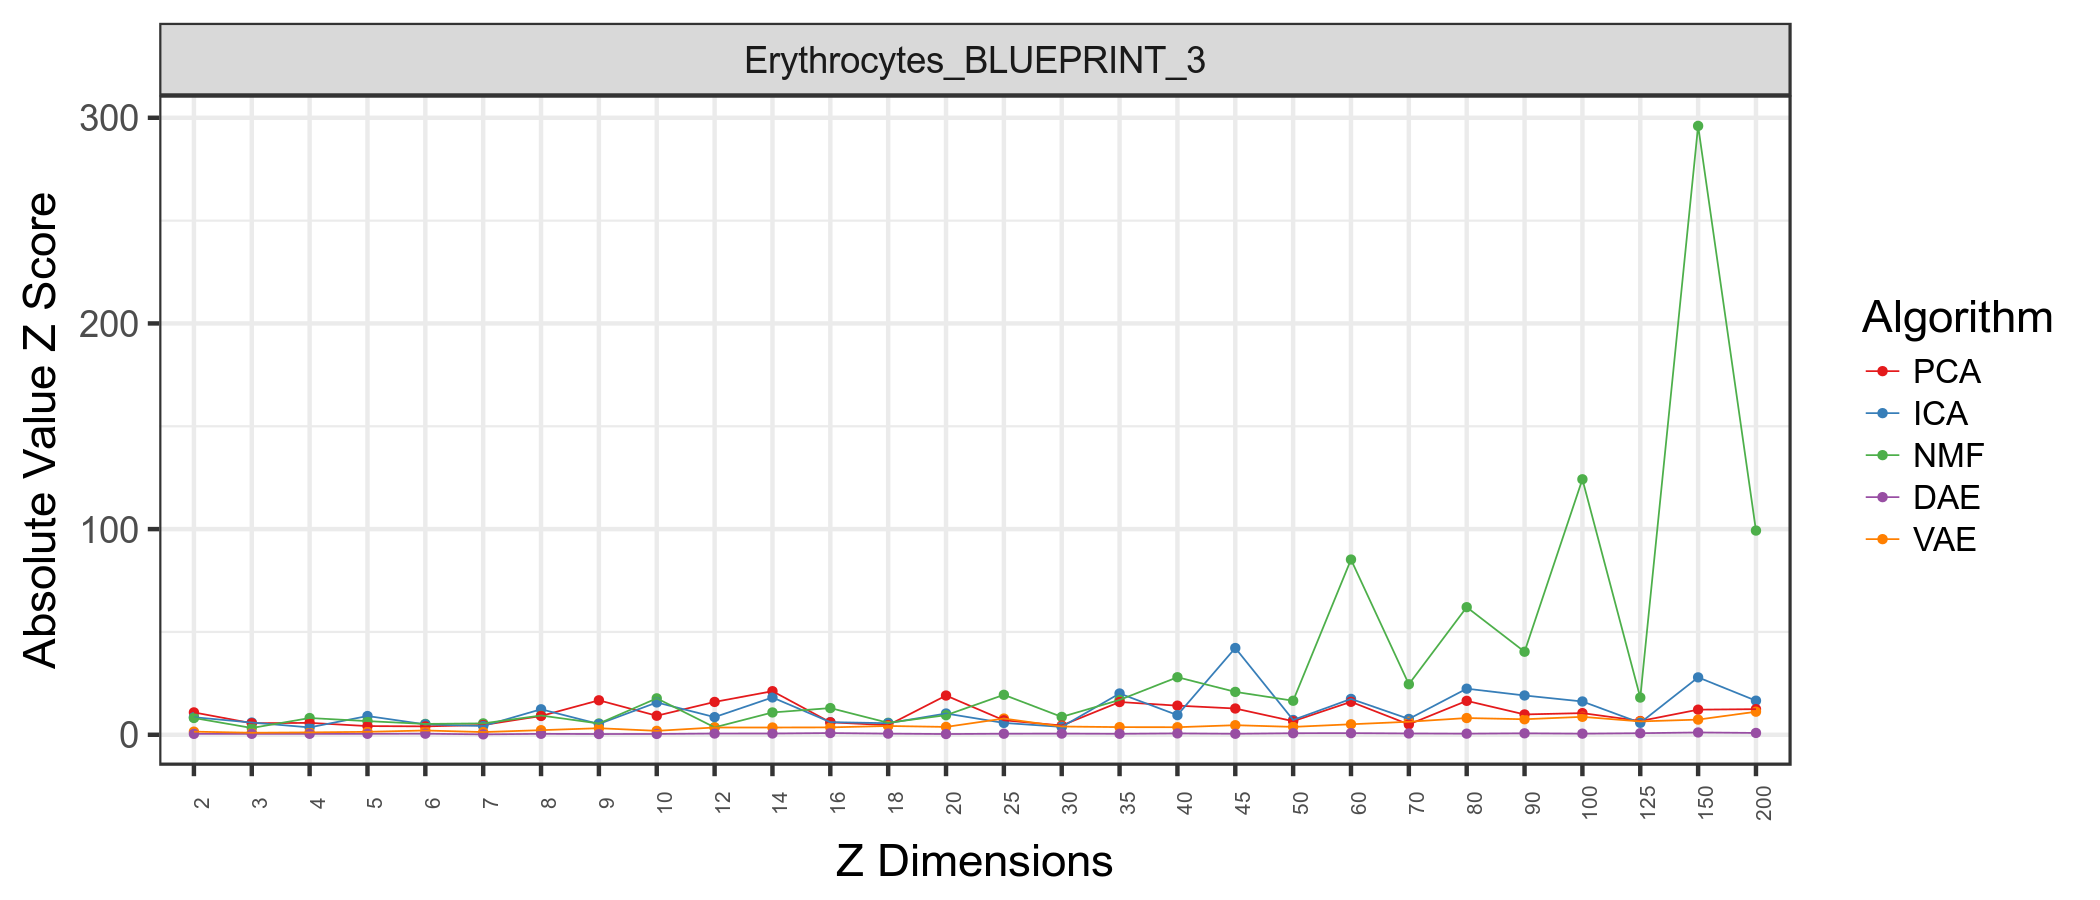 Erythrocytes_BLUEPRINT_3
Absolute Value Z Score
300
200
100
0
2 3 4 5 6 7 8 9 10 12 14 16 18 20 25 30 35 40 45 50 60 70 80 90 100 125 150 200
Z Dimensions
Algorithm
PCA
ICA
NMF
DAE
VAE